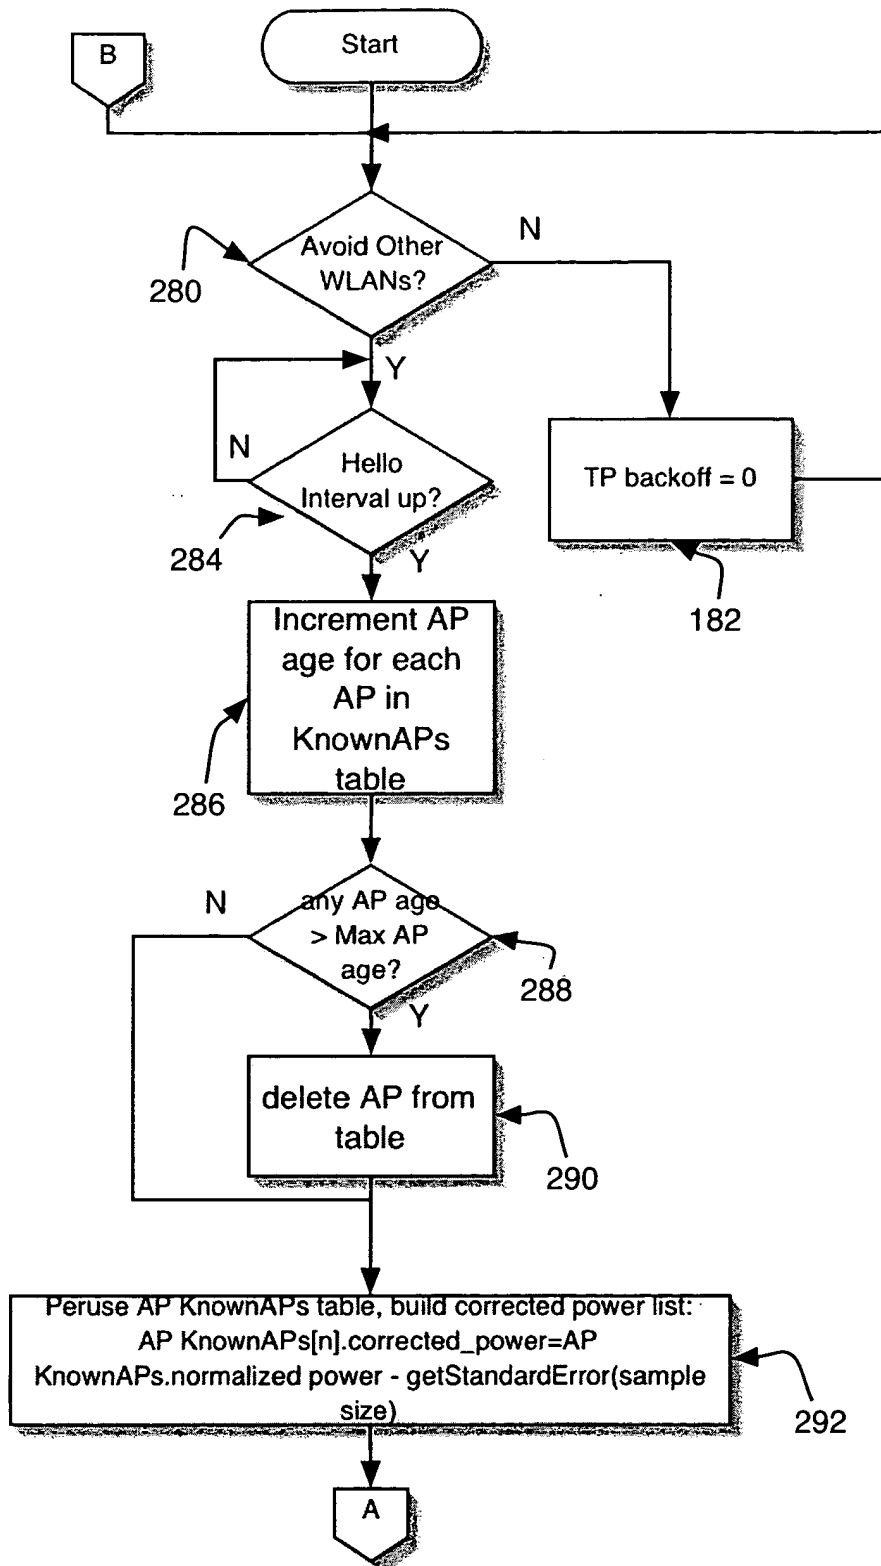 B
Start
Avoid Other
WLANs?
N
280
Y
N
Hello
Interval up?
TP backoff = 0
284
Y
182
Increment AP
age for each
AP in
KnownAPs
table
286
N
any AP age
> Max AP
age?
288
Y
delete AP from
table
290
Peruse AP KnownAPs table, build corrected power list:
AP KnownAPs[n].corrected_power=AP
KnownAPs.normalized power - getStandardError(sample
size)
292
A